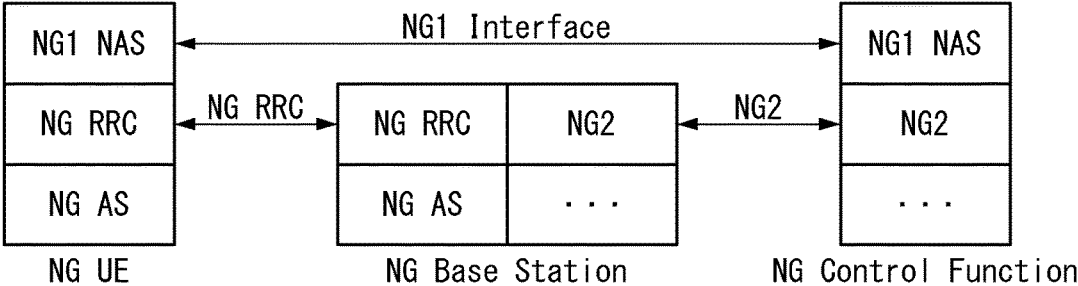 NG1 NAS
NG1 Interface
NG1 NAS
NG RRC
NG RRC
NG RRC
NG2
NG2
NG2
NG AS
NG AS
...
...
NG UE
NG Base Station
NG Control Function